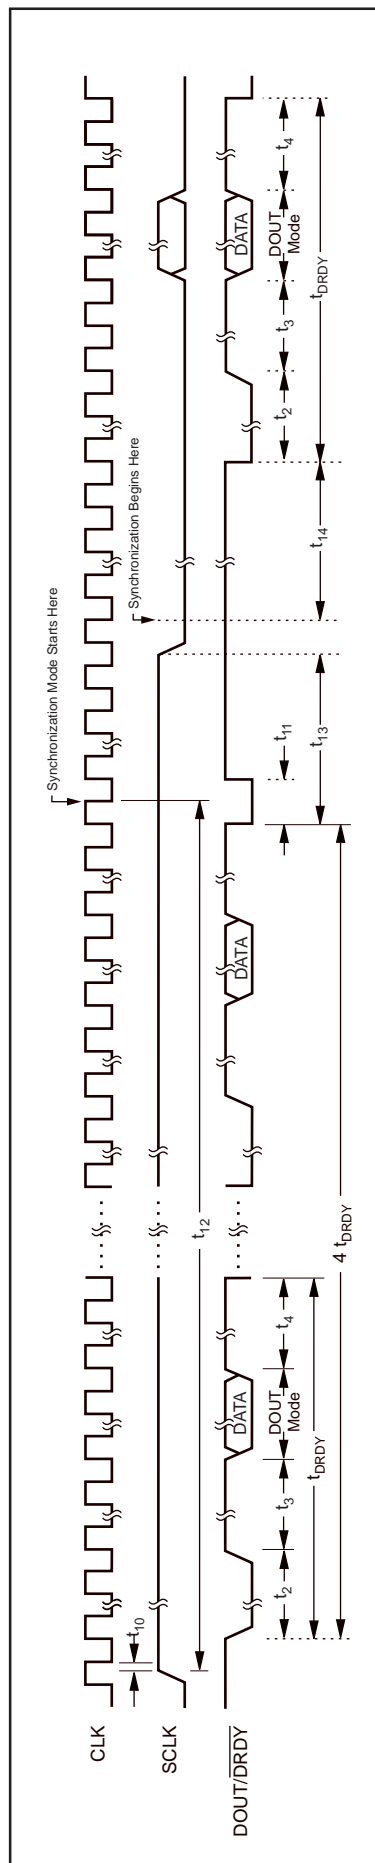 Synchronization Mode Starts Here
Synchronization Begins Here
CLK
t10
SCLK
t12
DOUT/DRDY
DATA
DATA
DATA
t2
t3
DOUT
Mode
t4
t11
t13
t14
t2
t3
DOUT
Mode
t4
tDRDY
tDRDY
4 tDRDY